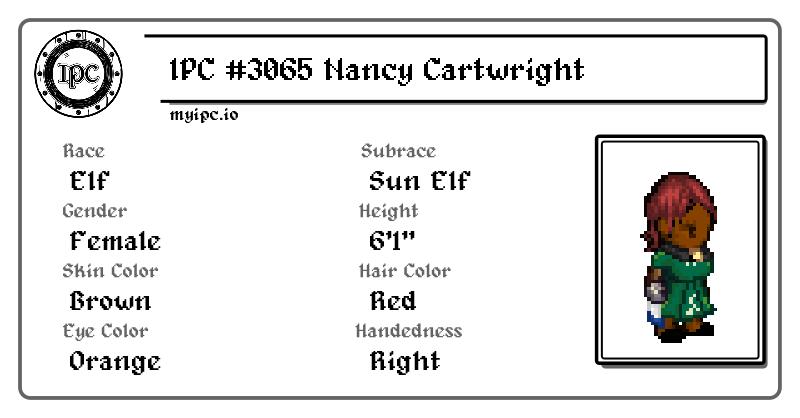 IPC
IPC #3065 Nancy Cartwright
myipc.io
Race
Elf
Subrace
Sun Elf
Gender
Female
Height
6'1"
Skin Color
Brown
Hair Color
Red
Eye Color
Orange
Handedness
Right